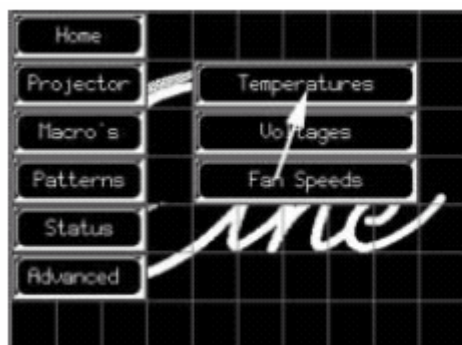 Home
Projector
Temperatures
Macro's
Voltages
Patterns
Fan Speeds
Status
Advanced